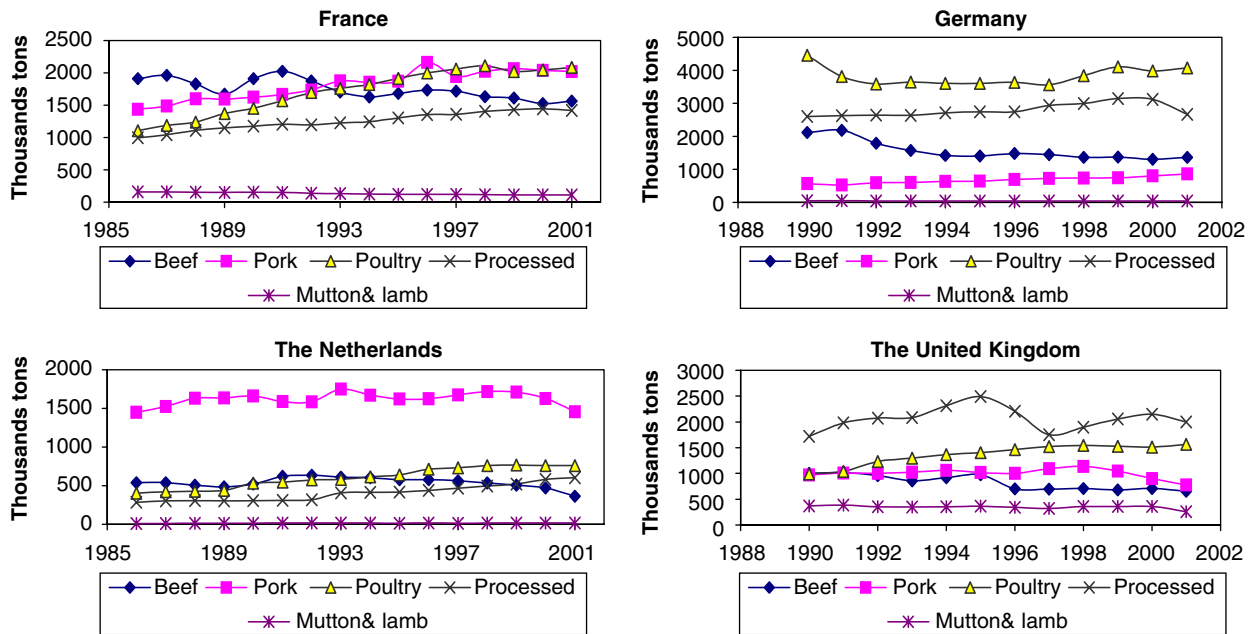 France
Thousands tons
2500
2000
1500
1000
500
0
1985 1989 1993 1997 2001
Beef Pork Poultry Processed
Mutton& lamb
Germany
Thousands tons
5000
4000
3000
2000
1000
0
1988 1990 1992 1994 1996 1998 2000 2002
Beef Pork Poultry Processed
Mutton& lamb
The Netherlands
Thousands tons
2000
1500
1000
500
0
1985 1989 1993 1997 2001
Beef Pork Poultry Processed
Mutton& lamb
The United Kingdom
Thousands tons
3000
2500
2000
1500
1000
500
0
1988 1990 1992 1994 1996 1998 2000 2002
Beef Pork Poultry Processed
Mutton& lamb